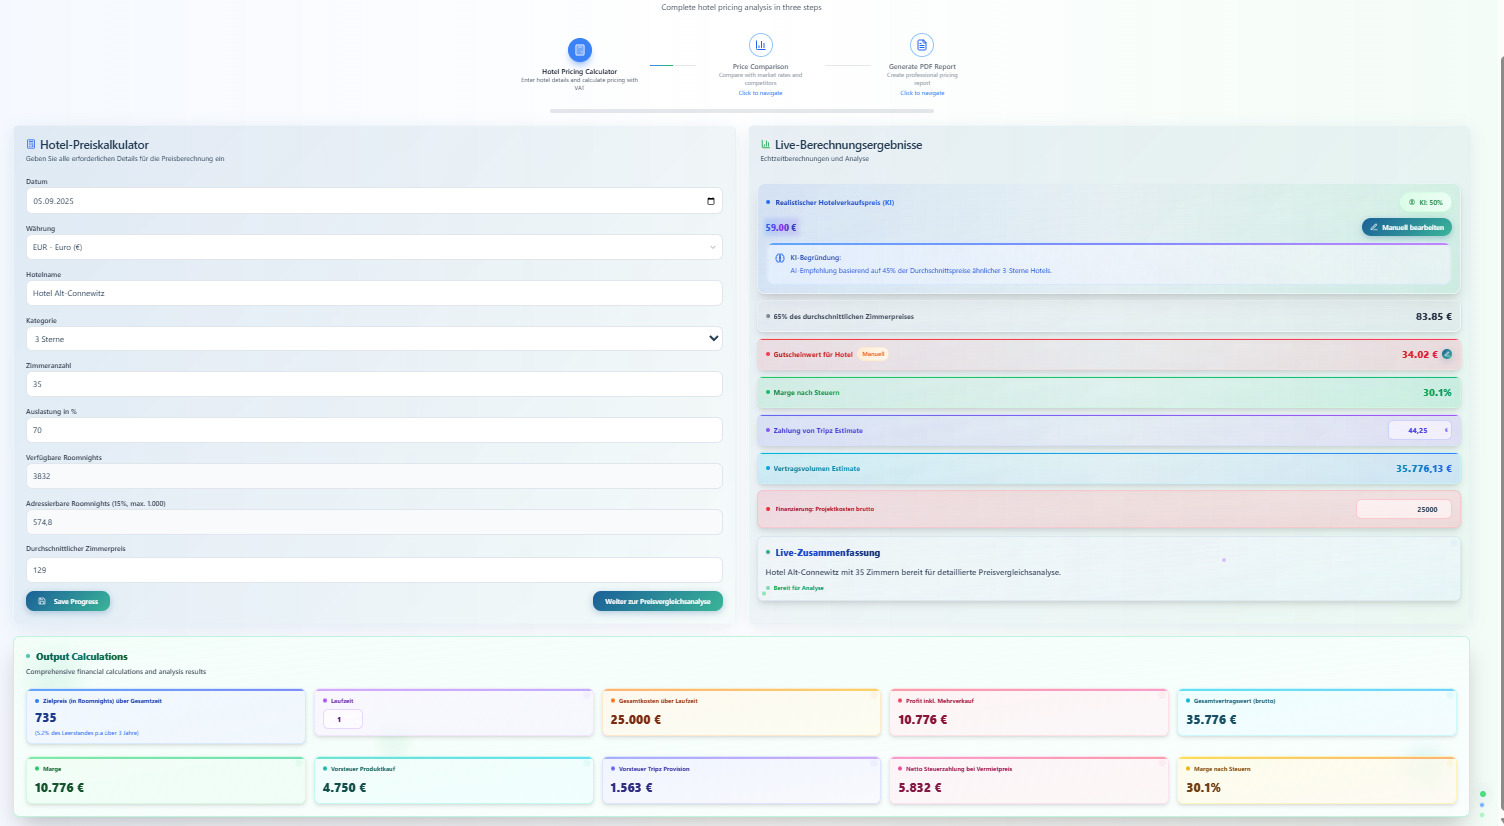 Complete hotel pricing analysis in three steps
Hotel Pricing Calculator
Enter hotel details and calculate pricing with
VAT
Price Comparison
Compare with market rates and
competitors
Click to navigate
Generate PDF Report
Create professional pricing
report
Click to navigate
Hotel-Preiskalkulator
Geben Sie alle erforderlichen Details für die Preisberechnung ein
Datum
05.09.2025
Währung
EUR - Euro (€)
Hotelname
Hotel Alt-Connewitz
Kategorie
3 Sterne
Zimmeranzahl
35
Auslastung in %
70
Verfügbare Roomnights
3832
Adressierbare Roomnights (15%, max. 1.000)
574,8
Durchschnittlicher Zimmerpreis
129
Save Progress
Weiter zur Preisvergleichsanalyse
Live-Berechnungsergebnisse
Echtzeitberechnungen und Analyse
Realistischer Hotelverkaufspreis (KI)
KI: 50%
59.00 €
Manuell bearbeiten
KI-Begründung:
AI-Empfehlung basierend auf 45% der Durchschnittspreise ähnlicher 3-Sterne Hotels.
65% des durchschnittlichen Zimmerpreises
83.85 €
Gutscheinwert für Hotel
Manuell
34.02 €
Marge nach Steuern
30.1%
Zahlung von Tripz Estimate
44,25 €
Vertragsvolumen Estimate
35.776,13 €
Finanzierung: Projektkosten brutto
25000
Live-Zusammenfassung
Hotel Alt-Connewitz mit 35 Zimmern bereit für detaillierte Preisvergleichsanalyse.
Bereit für Analyse
Output Calculations
Comprehensive financial calculations and analysis results
Zielpreis (in Roomnights) über Gesamtzeit
735
(5.2% des Leerstandes p.a über 3 Jahre)
Laufzeit
1
Gesamtkosten über Laufzeit
25.000 €
Profit inkl. Mehrverkauf
10.776 €
Gesamtvertragswert (brutto)
35.776 €
Marge
10.776 €
Vorsteuer Produktkauf
4.750 €
Vorsteuer Tripz Provision
1.563 €
Netto Steuerzahlung bei Vermietpreis
5.832 €
Marge nach Steuern
30.1%